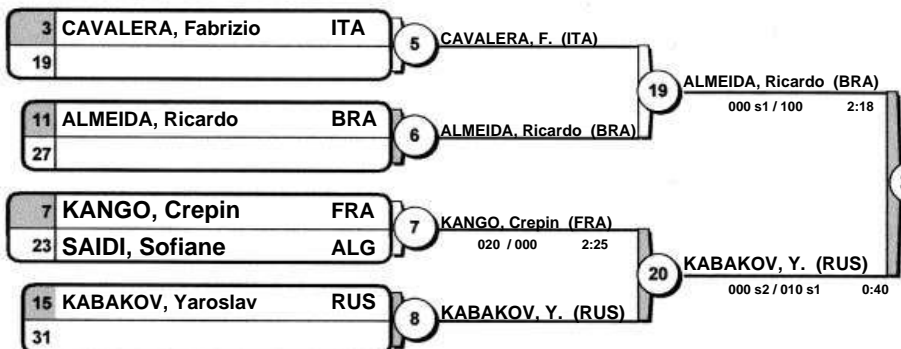 3 CAVALERA, Fabrizio ITA
19
5
CAVALERA, F. (ITA)
11 ALMEIDA, Ricardo BRA
27
6
ALMEIDA, Ricardo (BRA)
19
ALMEIDA, Ricardo (BRA)
000 s1 / 100 2:18
7 KANGO, Crepin FRA
23 SAIDI, Sofiane ALG
7
KANGO, Crepin (FRA)
020 / 000 2:25
15 KABAKOV, Yaroslav RUS
31
8
KABAKOV, Y. (RUS)
20
KABAKOV, Y. (RUS)
000 s2 / 010 s1 0:40